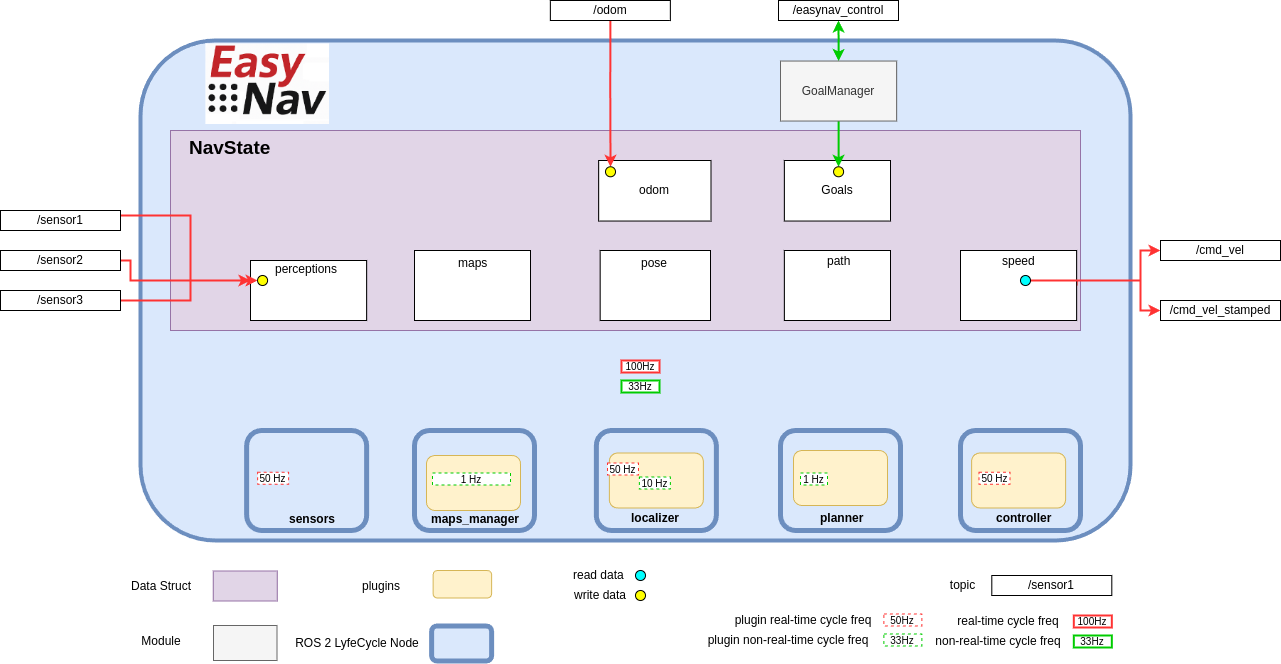 /odom
/easynav_control
Easy
Nav
GoalManager
NavState
odom
Goals
/sensor1
/sensor2
/sensor3
perceptions
maps
pose
path
speed
/cmd_vel
/cmd_vel_stamped
100Hz
33Hz
50 Hz
sensors
1 Hz
maps_manager
50 Hz
10 Hz
localizer
1 Hz
planner
50 Hz
controller
Data Struct
plugins
read data
write data
topic
/sensor1
Module
ROS 2 LyfeCycle Node
plugin real-time cycle freq
50Hz
real-time cycle freq
100Hz
plugin non-real-time cycle freq
33Hz
non-real-time cycle freq
33Hz